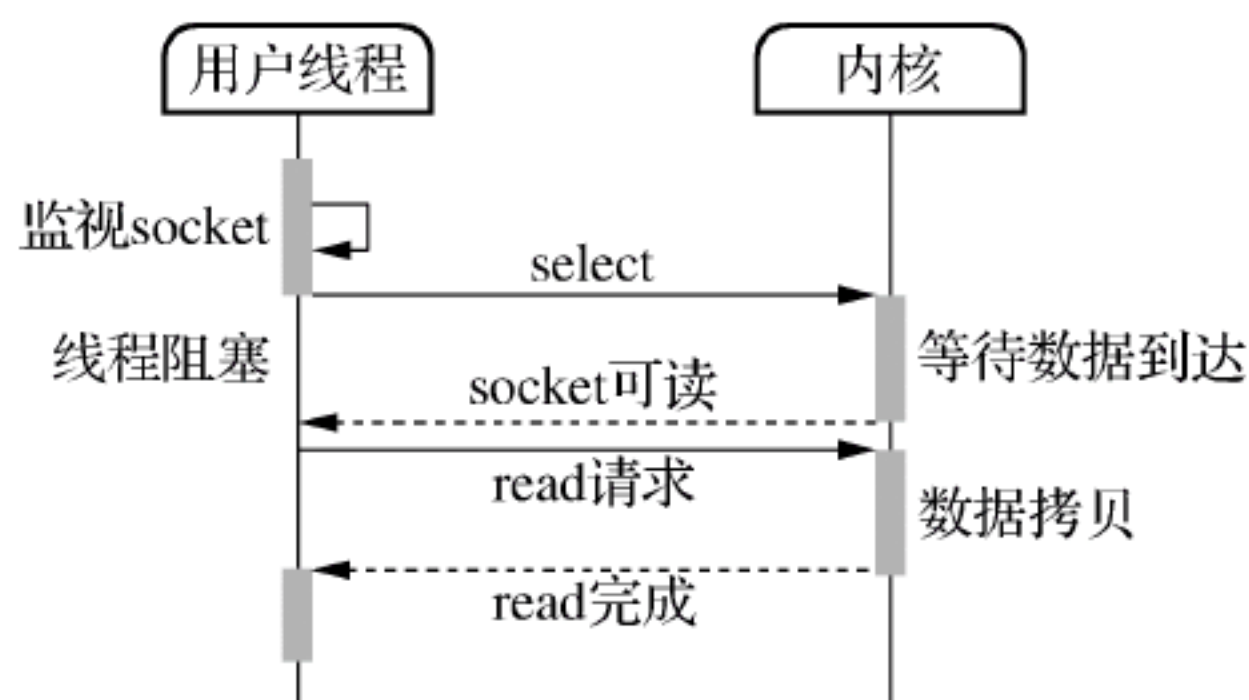 用户线程
内核
监视socket
select
线程阻塞
等待数据到达
socket可读
read请求
数据拷贝
read完成